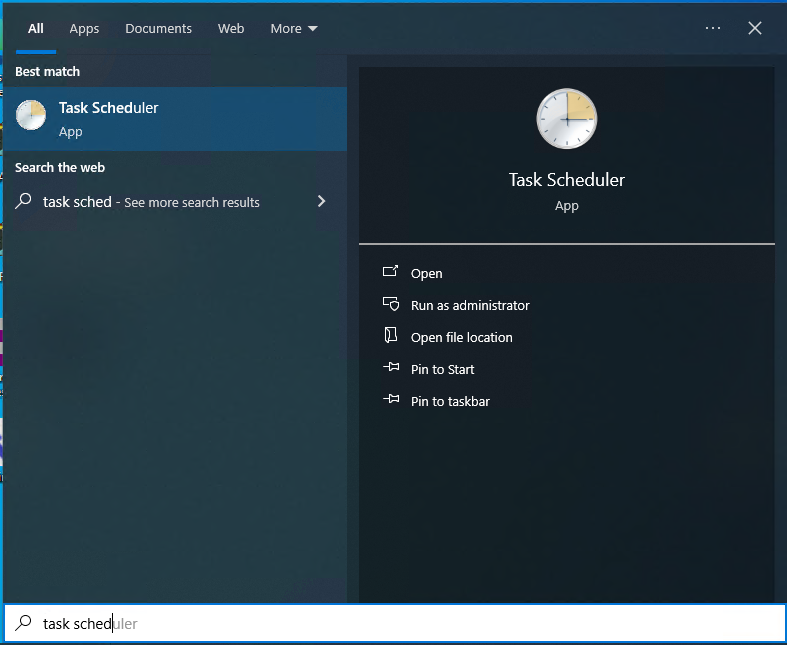 All Apps Documents Web More
Best match
Task Scheduler
App
Search the web
task sched - See more search results
Task Scheduler
App
Open
Run as administrator
Open file location
Pin to Start
Pin to taskbar
task scheduler